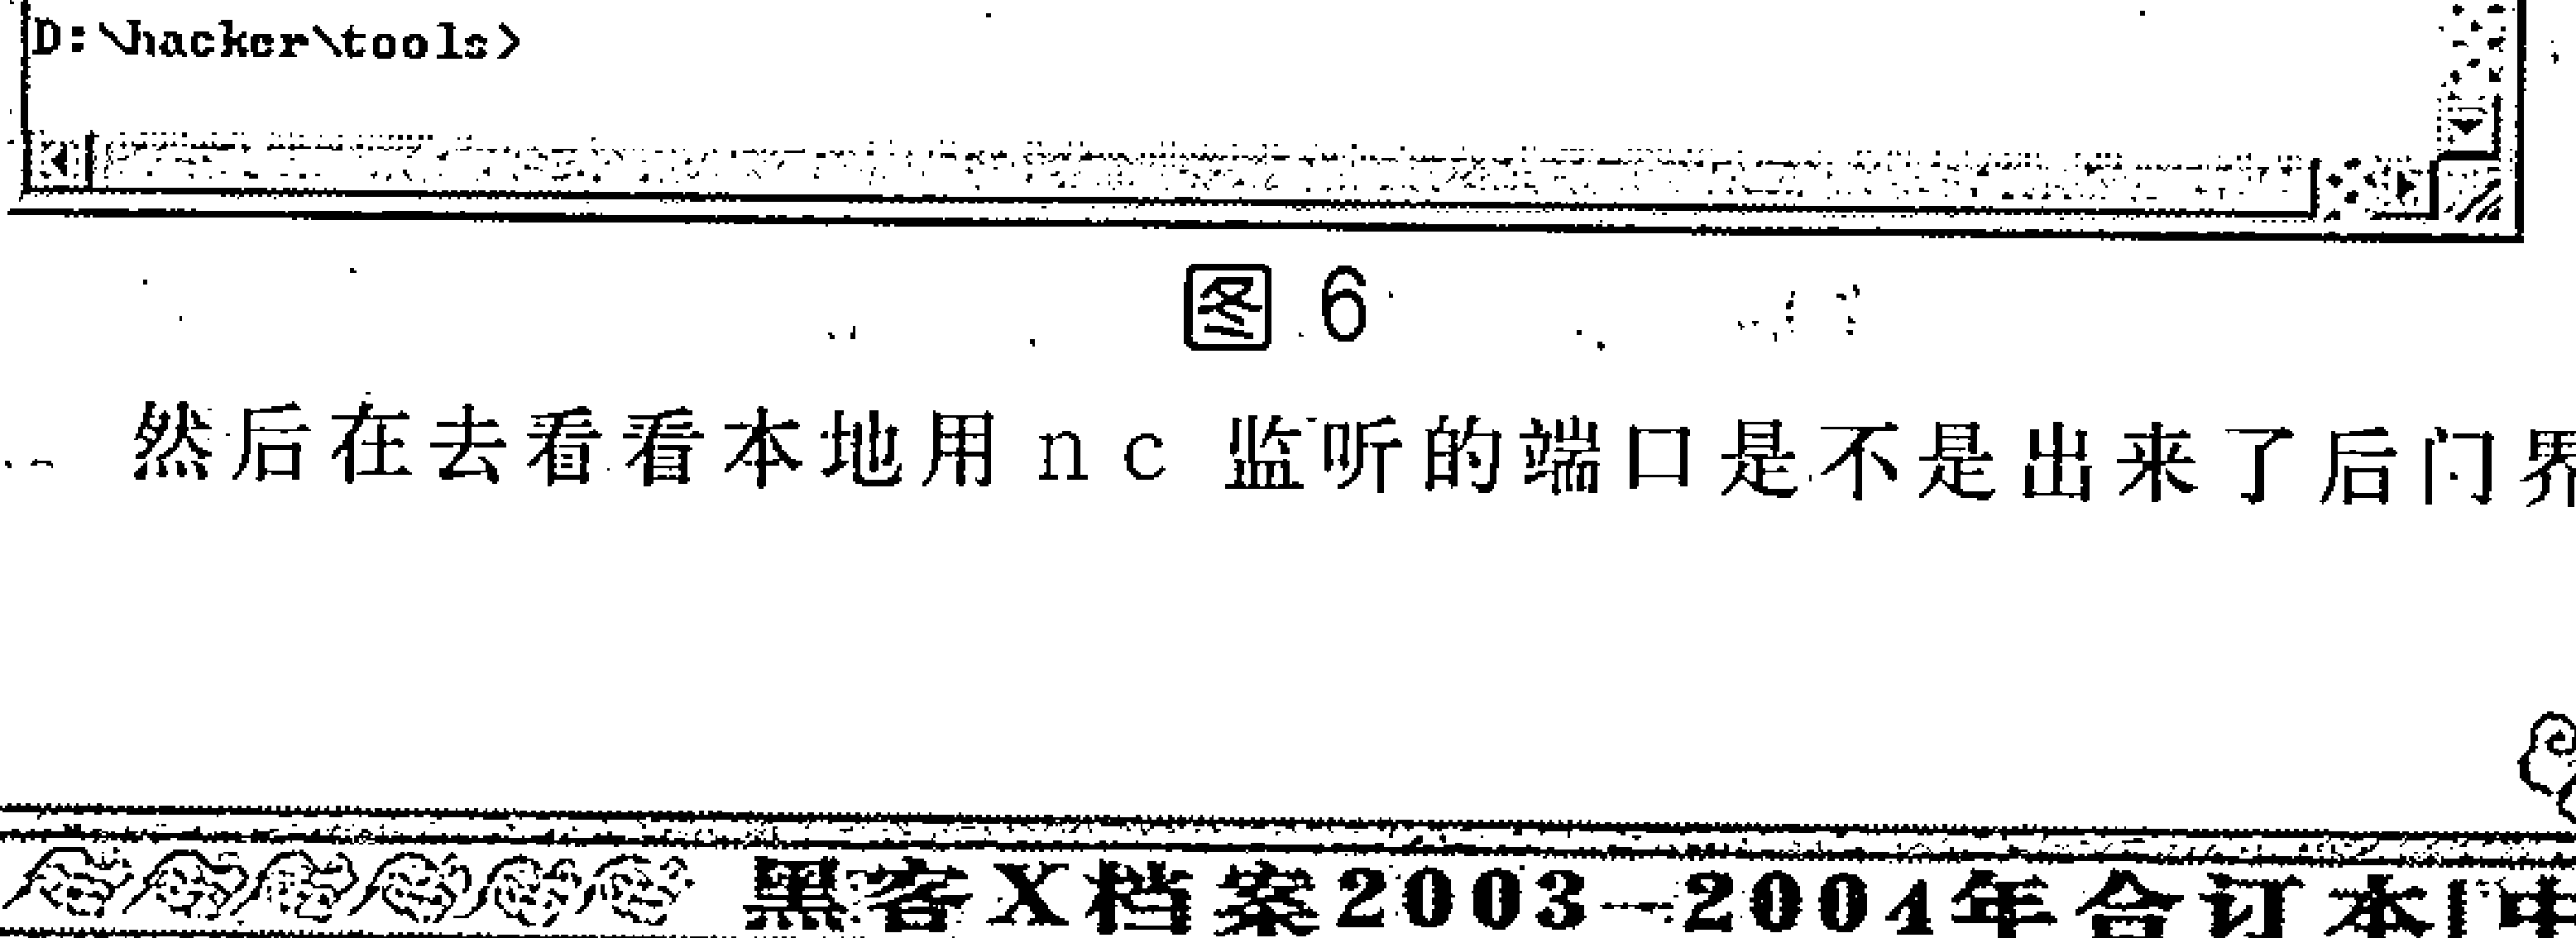 D:\hacker\tools>
图 6
然后在去看看本地用 nc 监听的端口是不是出来了后门界
黑客X档案2003-2004年合订本|中